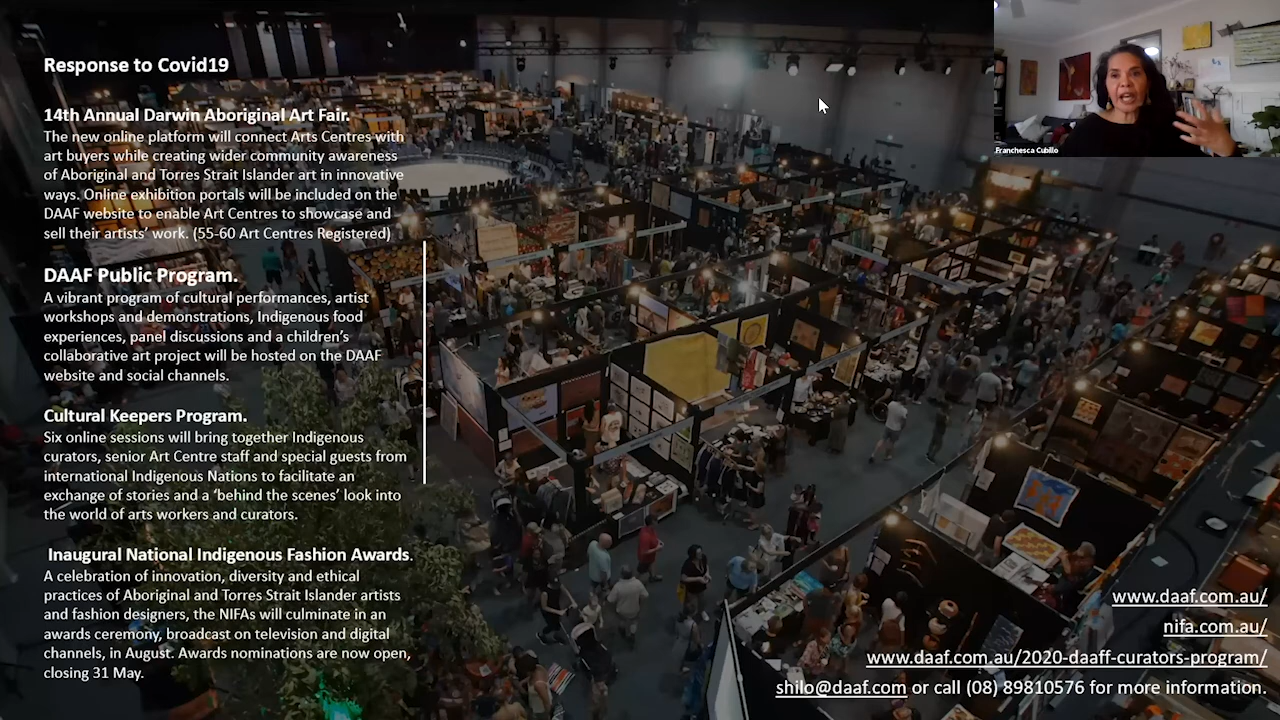 Response to Covid19
14th Annual Darwin Aboriginal Art Fair.
The new online platform will connect Arts Centres with
art buyers while creating wider community awareness
of Aboriginal and Torres Strait Islander art in innovative
ways. Online exhibition portals will be included on the
DAAF website to enable Art Centres to showcase and
sell their artists’ work. (55-60 Art Centres Registered)
DAAF Public Program.
A vibrant program of cultural performances, artist
workshops and demonstrations, Indigenous food
experiences, panel discussions and a children’s
collaborative art project will be hosted on the DAAF
website and social channels.
Cultural Keepers Program.
Six online sessions will bring together Indigenous
curators, senior Art Centre staff and special guests from
international Indigenous Nations to facilitate an
exchange of stories and a ‘behind the scenes’ look into
the world of arts workers and curators.
Inaugural National Indigenous Fashion Awards.
A celebration of innovation, diversity and ethical
practices of Aboriginal and Torres Strait Islander artists
and fashion designers, the NIFAs will culminate in an
awards ceremony, broadcast on television and digital
channels, in August. Awards nominations are now open,
closing 31 May.
Franchesca Cubillo
www.daaf.com.au/
nifa.com.au/
www.daaf.com.au/2020-daaff-curators-program/
shilo@daaf.com or call (08) 89810576 for more information.